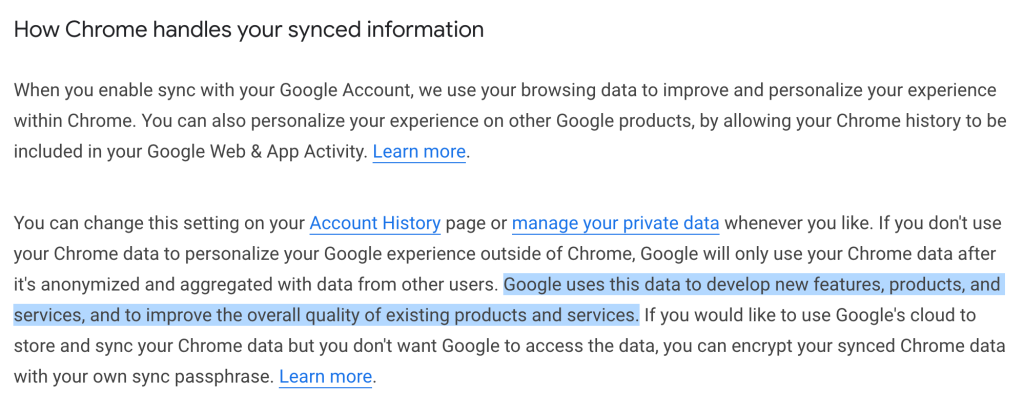 How Chrome handles your synced information
When you enable sync with your Google Account, we use your browsing data to improve and personalize your experience
within Chrome. You can also personalize your experience on other Google products, by allowing your Chrome history to be
included in your Google Web & App Activity. Learn more.
You can change this setting on your Account History page or manage your private data whenever you like. If you don't use
your Chrome data to personalize your Google experience outside of Chrome, Google will only use your Chrome data after
it's anonymized and aggregated with data from other users. Google uses this data to develop new features, products, and
services, and to improve the overall quality of existing products and services. If you would like to use Google's cloud to
store and sync your Chrome data but you don't want Google to access the data, you can encrypt your synced Chrome data
with your own sync passphrase. Learn more.